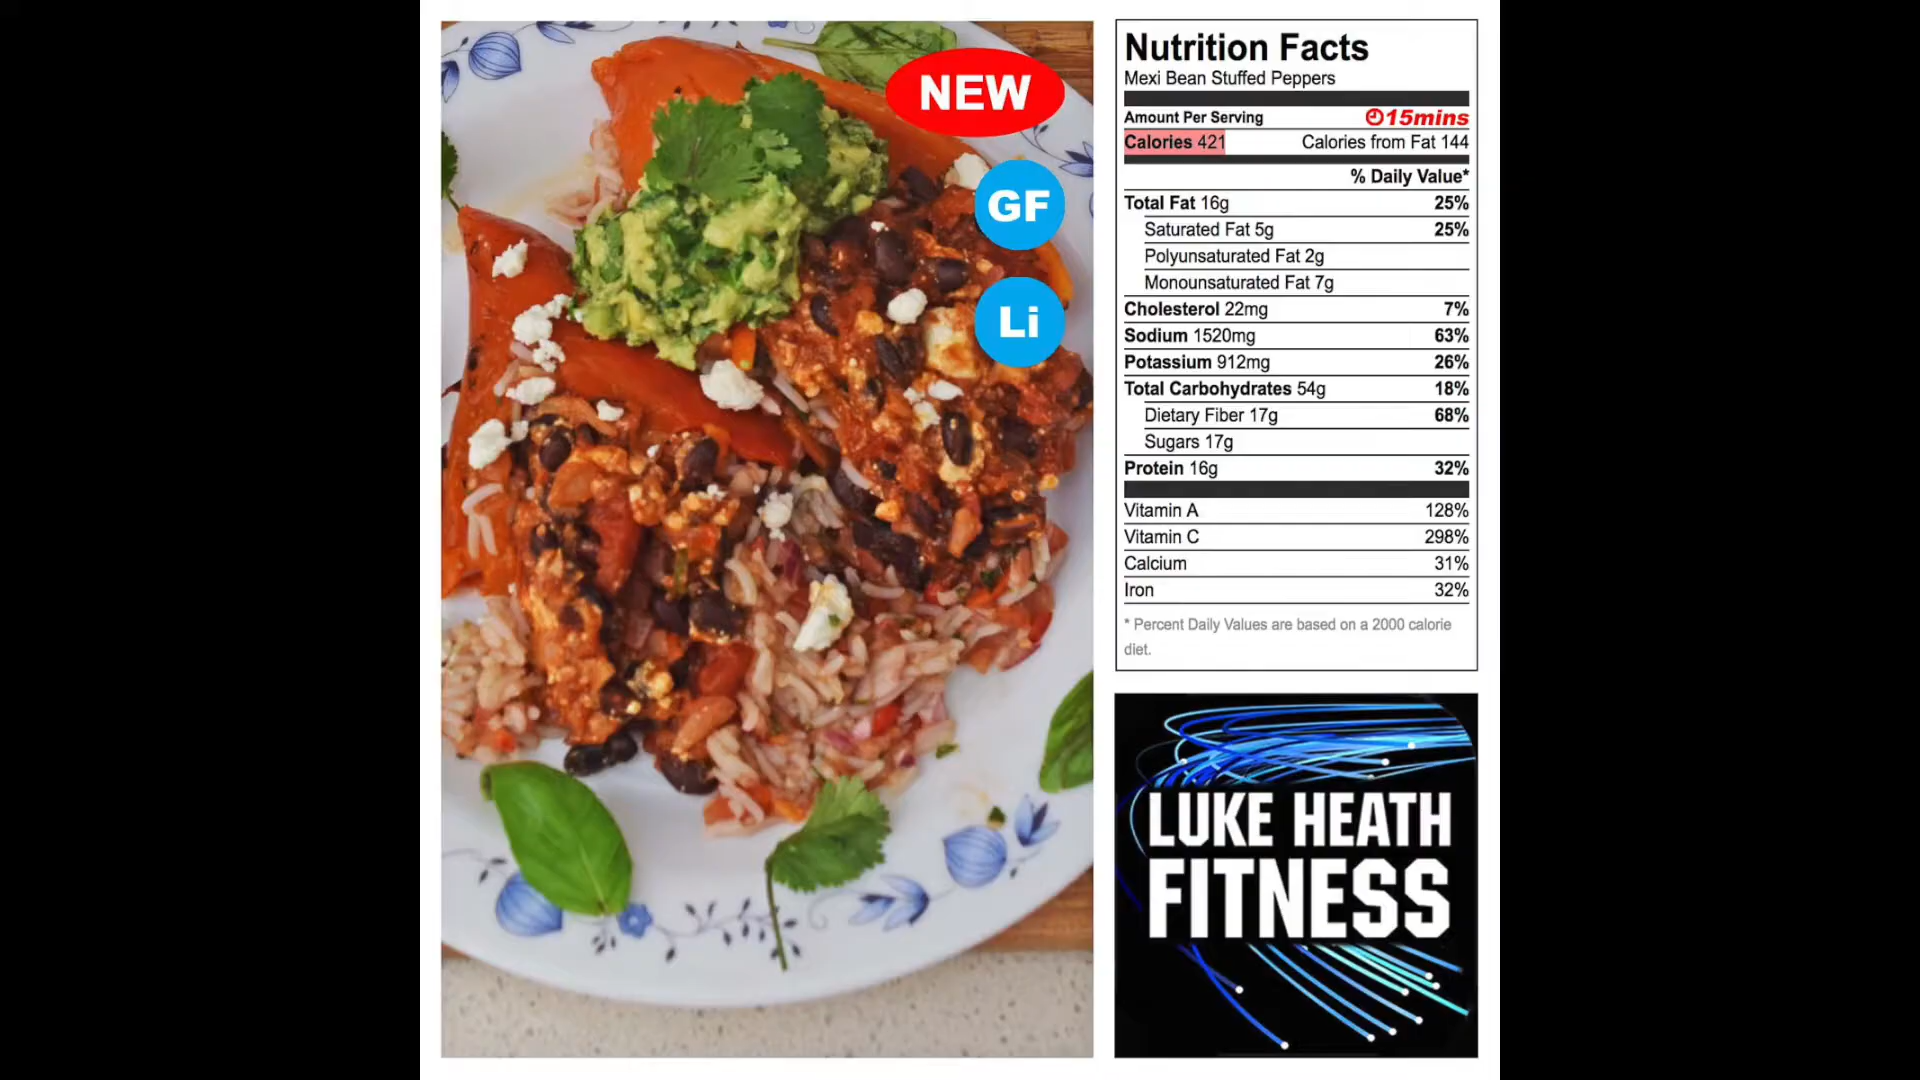 NEW
GF
Li
Nutrition Facts
Mexi Bean Stuffed Peppers
Amount Per Serving 15mins
Calories 421 Calories from Fat 144
% Daily Value*
Total Fat 16g 25%
Saturated Fat 5g 25%
Polyunsaturated Fat 2g
Monounsaturated Fat 7g
Cholesterol 22mg 7%
Sodium 1520mg 63%
Potassium 912mg 26%
Total Carbohydrates 54g 18%
Dietary Fiber 17g 68%
Sugars 17g
Protein 16g 32%
Vitamin A 128%
Vitamin C 298%
Calcium 31%
Iron 32%
* Percent Daily Values are based on a 2000 calorie
diet.
LUKE HEATH
FITNESS